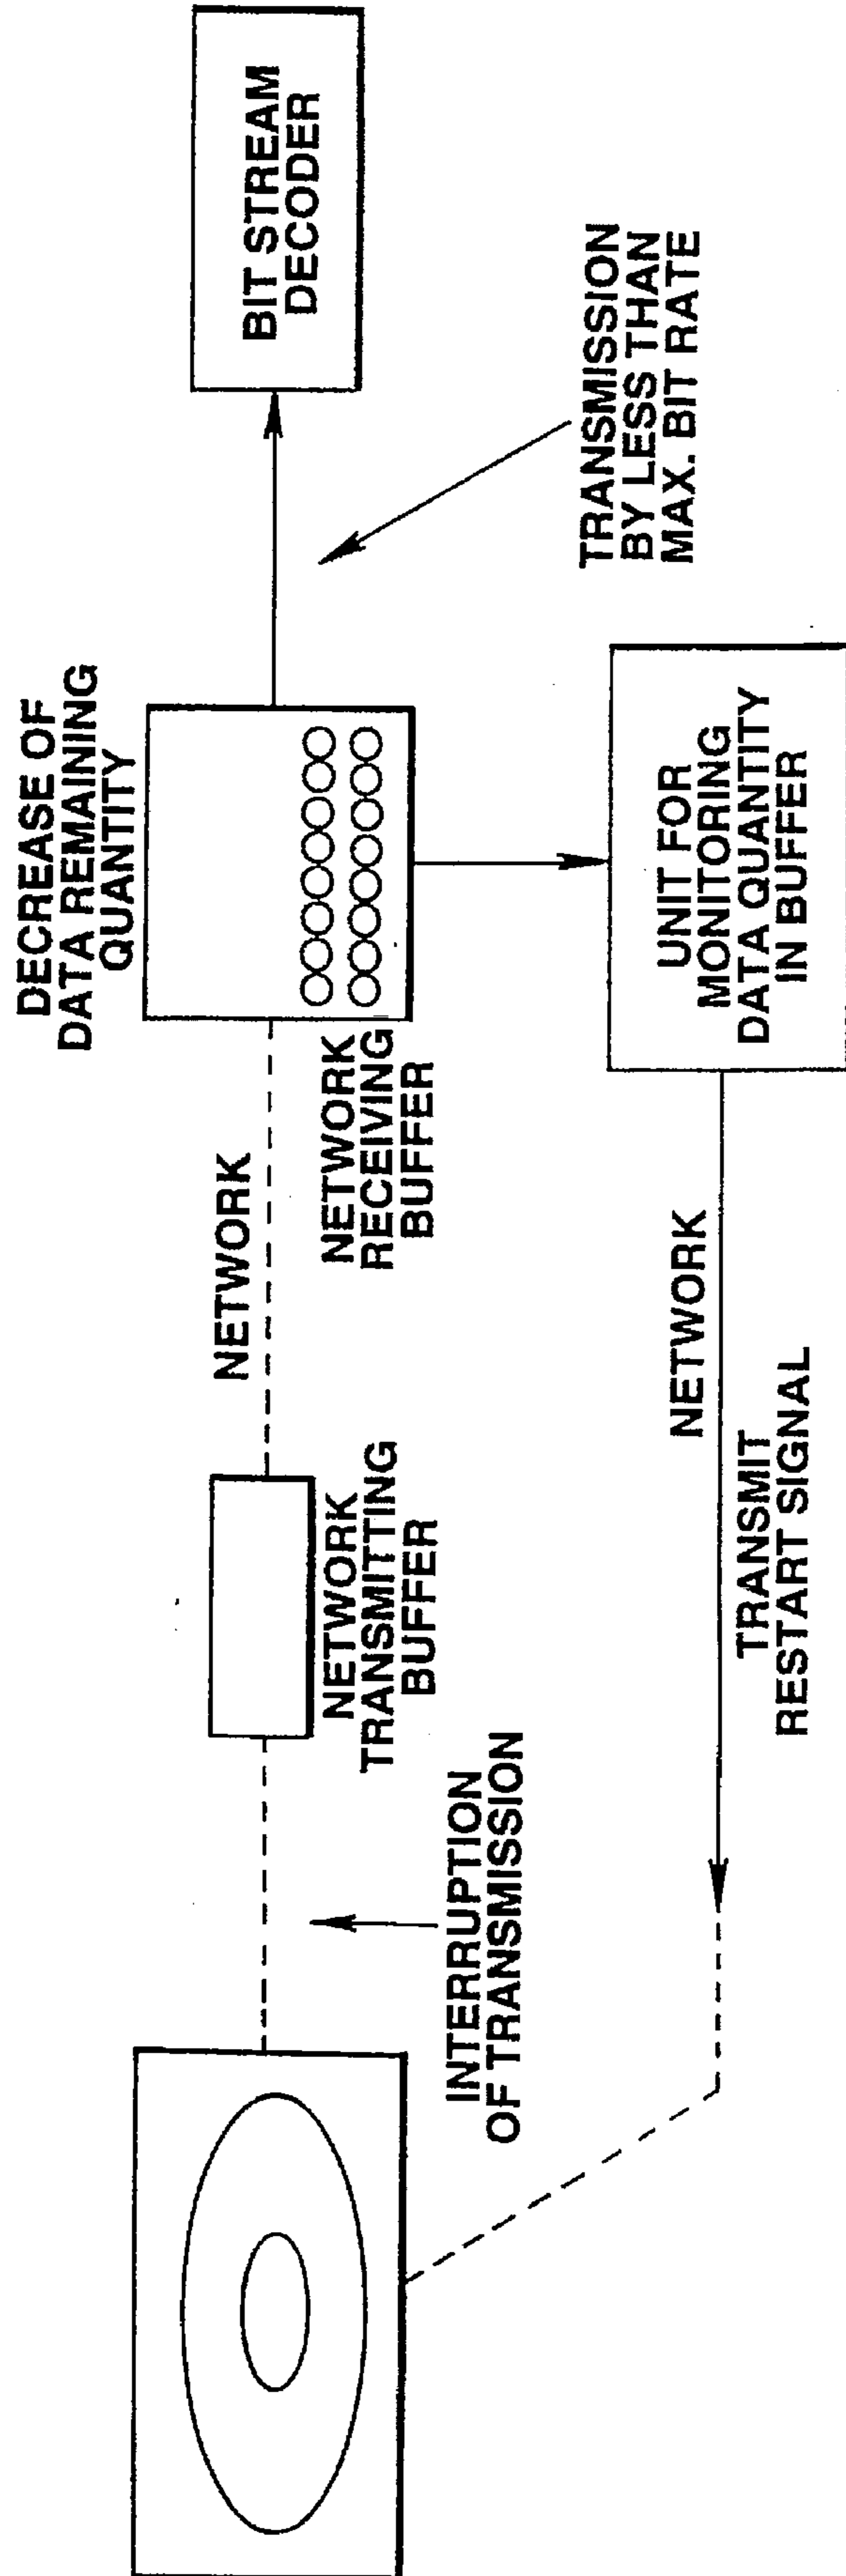 DECREASE OF
DATA REMAINING
QUANTITY
BIT STREAM
DECODER
NETWORK
NETWORK
RECEIVING
BUFFER
NETWORK
TRANSMITTING
BUFFER
INTERRUPTION
OF TRANSMISSION
TRANSMISSION
BY LESS THAN
MAX. BIT RATE
UNIT FOR
MONITORING
DATA QUANTITY
IN BUFFER
NETWORK
TRANSMIT
RESTART SIGNAL